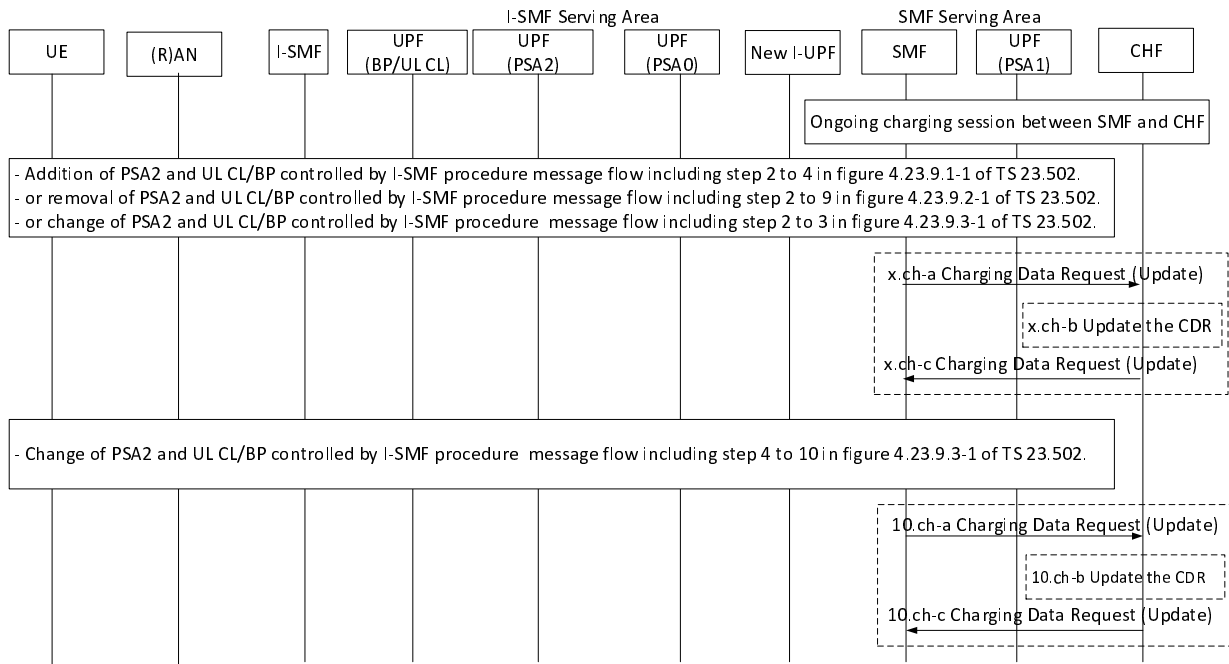 I-SMF Serving Area
SMF Serving Area
UE
(R)AN
I-SMF
UPF
(BP/UL CL)
UPF
(PSA2)
UPF
(PSA0)
New I-UPF
SMF
UPF
(PSA1)
CHF
Ongoing charging session between SMF and CHF
- Addition of PSA2 and UL CL/BP controlled by I-SMF procedure message flow including step 2 to 4 in figure 4.23.9.1-1 of TS 23.502.
- or removal of PSA2 and UL CL/BP controlled by I-SMF procedure message flow including step 2 to 9 in figure 4.23.9.2-1 of TS 23.502.
- or change of PSA2 and UL CL/BP controlled by I-SMF procedure message flow including step 2 to 3 in figure 4.23.9.3-1 of TS 23.502.
x.ch-a Charging Data Request (Update)
x.ch-b Update the CDR
x.ch-c Charging Data Request (Update)
- Change of PSA2 and UL CL/BP controlled by I-SMF procedure message flow including step 4 to 10 in figure 4.23.9.3-1 of TS 23.502.
10.ch-a Charging Data Request (Update)
10.ch-b Update the CDR
10.ch-c Charging Data Request (Update)